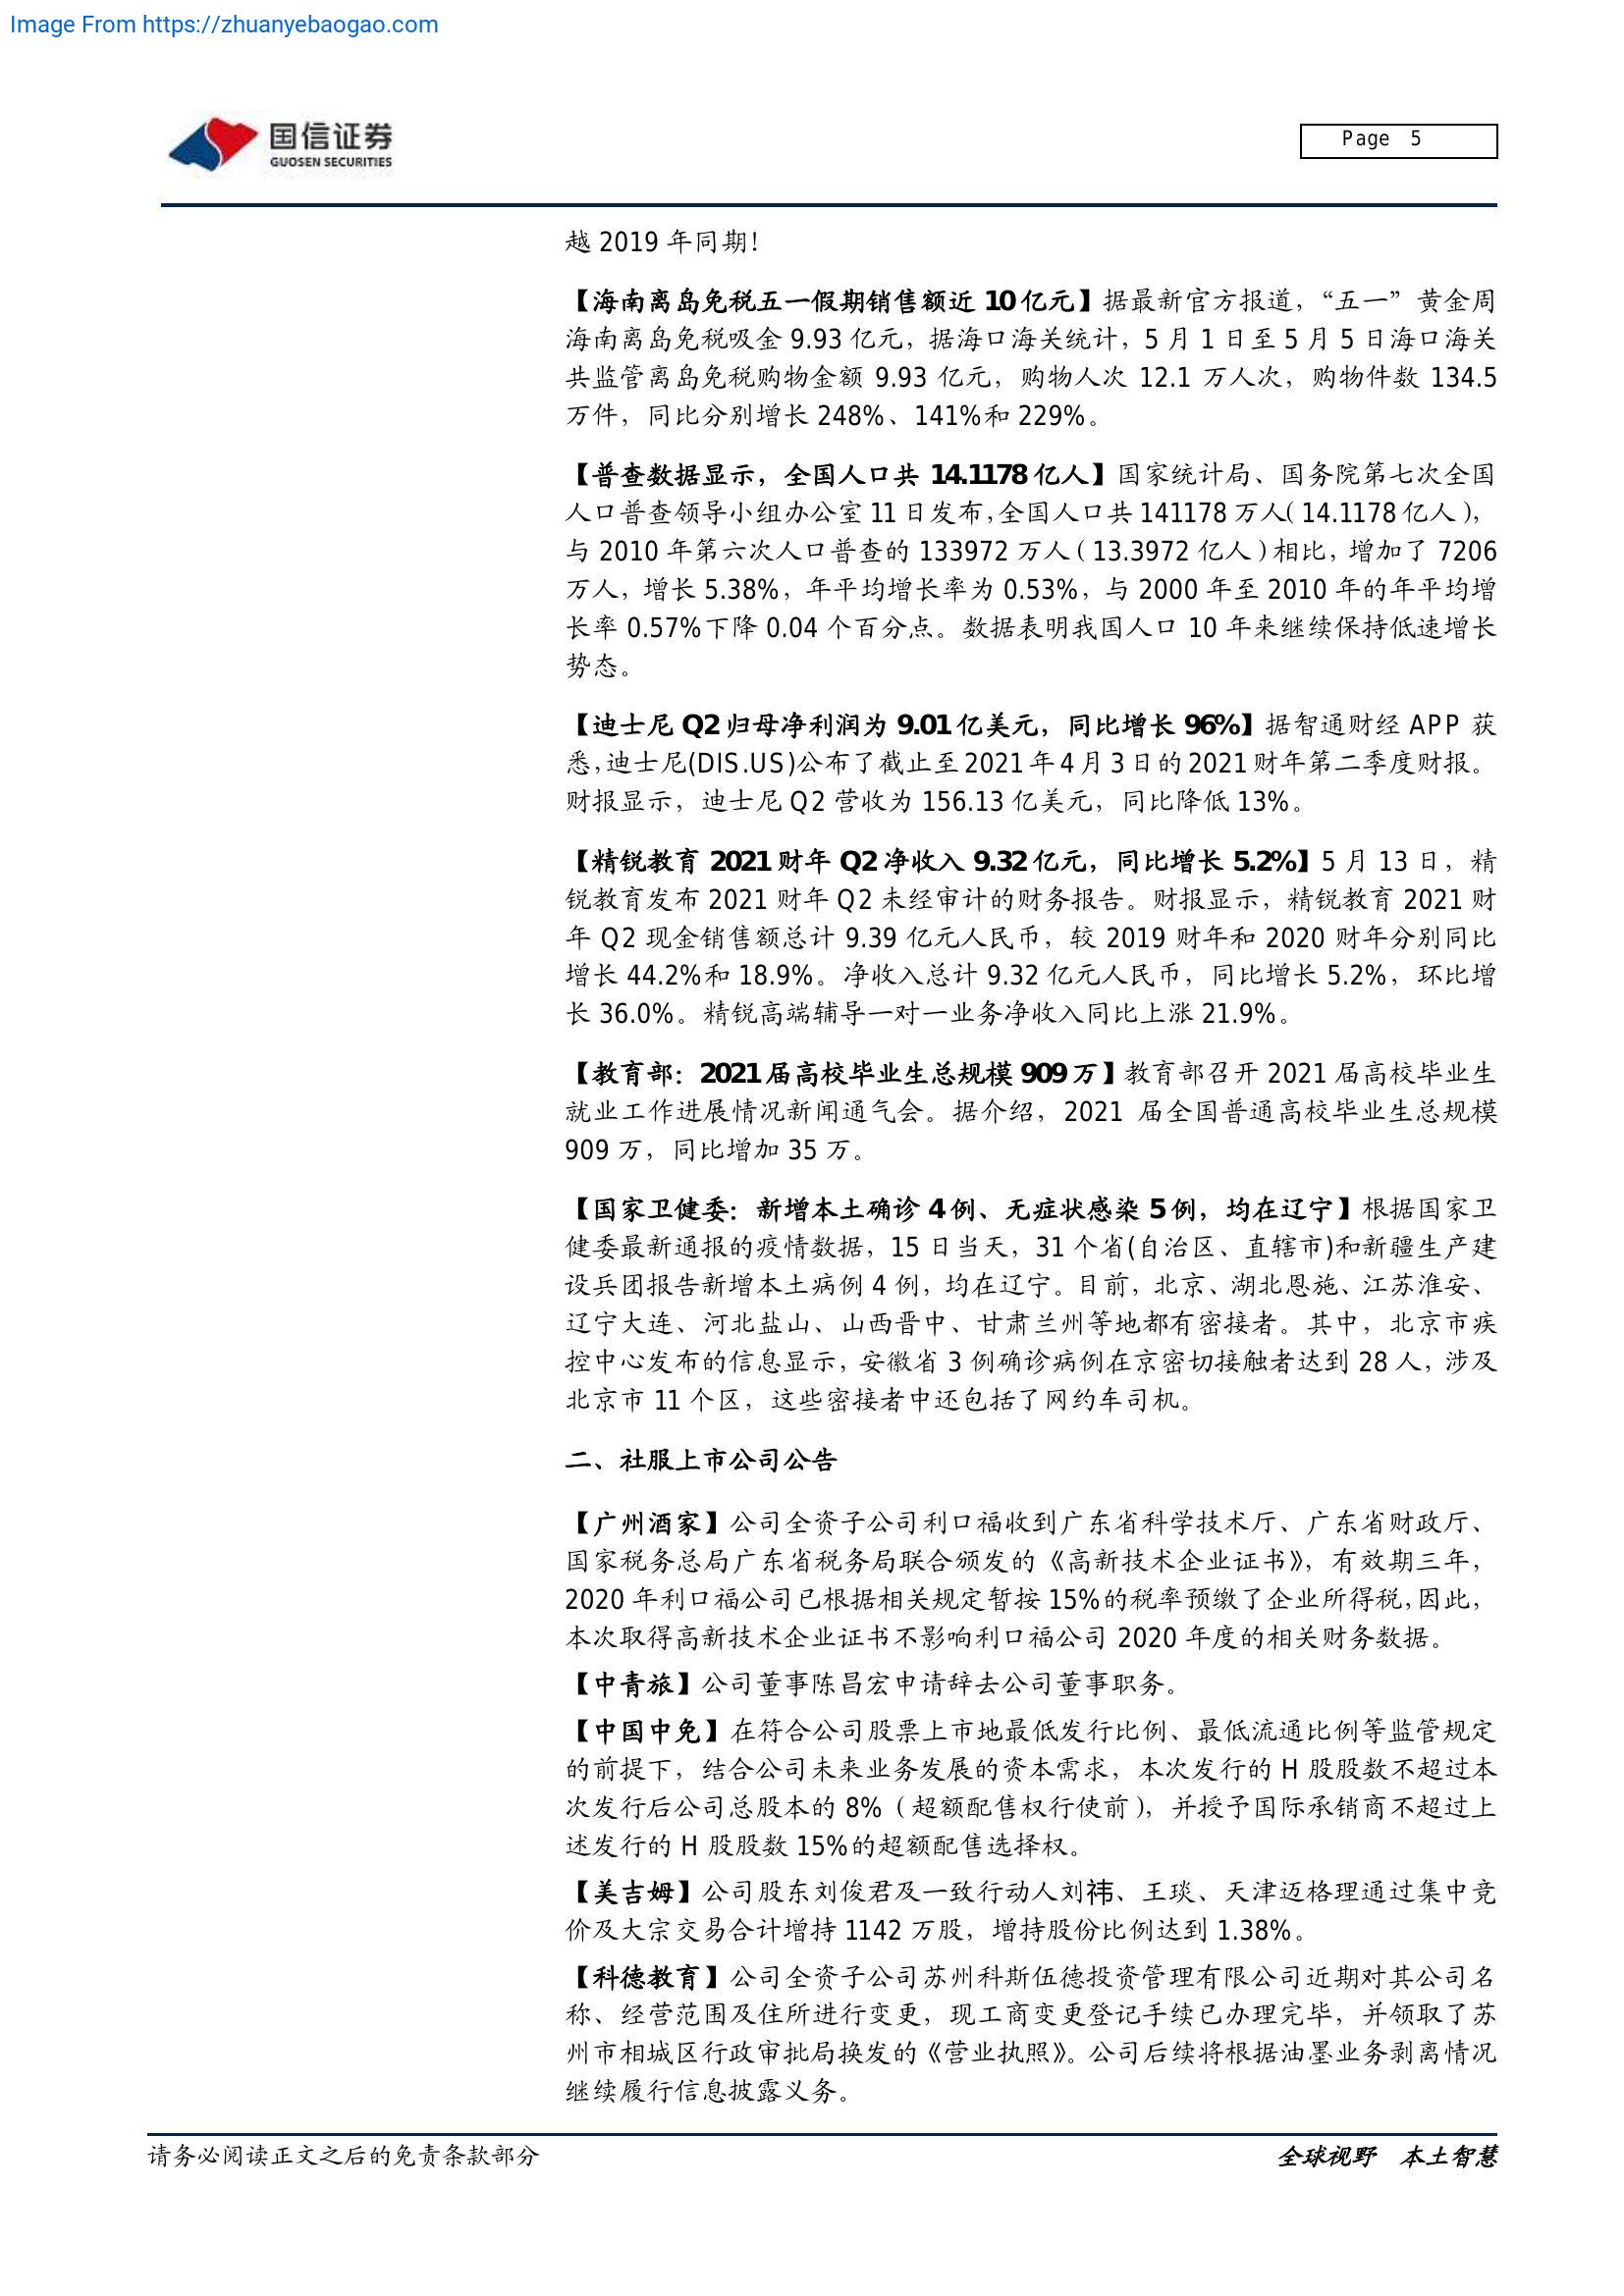 Image From https://zhuanyebaogao.com
国信证券
GUOSEN SECURITIES
Page 5
越 2019 年同期！
【海南离岛免税五一假期销售额近 10 亿元】据最新官方报道，“五一”黄金周
海南离岛免税吸金 9.93 亿元，据海口海关统计，5 月 1 日至 5 月 5 日海口海关
共监管离岛免税购物金额 9.93 亿元，购物人次 12.1 万人次，购物件数 134.5
万件，同比分别增长 248%、141%和 229%。
【普查数据显示，全国人口共 14.1178 亿人】国家统计局、国务院第七次全国
人口普查领导小组办公室 11 日发布，全国人口共 141178 万人（14.1178 亿人），
与 2010 年第六次人口普查的 133972 万人（13.3972 亿人）相比，增加了 7206
万人，增长 5.38%，年平均增长率为 0.53%，与 2000 年至 2010 年的年平均增
长率 0.57%下降 0.04 个百分点。数据表明我国人口 10 年来继续保持低速增长
势态。
【迪士尼 Q2 归母净利润为 9.01 亿美元，同比增长 96%】据智通财经 APP 获
悉，迪士尼(DIS.US)公布了截止至 2021 年 4 月 3 日的 2021 财年第二季度财报。
财报显示，迪士尼 Q2 营收为 156.13 亿美元，同比降低 13%。
【精锐教育 2021 财年 Q2 净收入 9.32 亿元，同比增长 5.2%】5 月 13 日，精
锐教育发布 2021 财年 Q2 未经审计的财务报告。财报显示，精锐教育 2021 财
年 Q2 现金销售额总计 9.39 亿元人民币，较 2019 财年和 2020 财年分别同比
增长 44.2%和 18.9%。净收入总计 9.32 亿元人民币，同比增长 5.2%，环比增
长 36.0%。精锐高端辅导一对一业务净收入同比上涨 21.9%。
【教育部：2021 届高校毕业生总规模 909 万】教育部召开 2021 届高校毕业生
就业工作进展情况新闻通气会。据介绍，2021 届全国普通高校毕业生总规模
909 万，同比增加 35 万。
【国家卫健委：新增本土确诊 4 例、无症状感染 5 例，均在辽宁】根据国家卫
健委最新通报的疫情数据，15 日当天，31 个省(自治区、直辖市)和新疆生产建
设兵团报告新增本土病例 4 例，均在辽宁。目前，北京、湖北恩施、江苏淮安、
辽宁大连、河北盐山、山西晋中、甘肃兰州等地都有密接者。其中，北京市疾
控中心发布的信息显示，安徽省 3 例确诊病例在京密切接触者达到 28 人，涉及
北京市 11 个区，这些密接者中还包括了网约车司机。
二、社服上市公司公告
【广州酒家】公司全资子公司利口福收到广东省科学技术厅、广东省财政厅、
国家税务总局广东省税务局联合颁发的《高新技术企业证书》，有效期三年，
2020 年利口福公司已根据相关规定暂按 15%的税率预缴了企业所得税，因此，
本次取得高新技术企业证书不影响利口福公司 2020 年度的相关财务数据。
【中青旅】公司董事陈昌宏申请辞去公司董事职务。
【中国中免】在符合公司股票上市地最低发行比例、最低流通比例等监管规定
的前提下，结合公司未来业务发展的资本需求，本次发行的 H 股股数不超过本
次发行后公司总股本的 8%（超额配售权行使前），并授予国际承销商不超过上
述发行的 H 股股数 15%的超额配售选择权。
【美吉姆】公司股东刘俊君及一致行动人刘祎、王琰、天津迈格理通过集中竞
价及大宗交易合计增持 1142 万股，增持股份比例达到 1.38%。
【科德教育】公司全资子公司苏州科斯伍德投资管理有限公司近期对其公司名
称、经营范围及住所进行变更，现工商变更登记手续已办理完毕，并领取了苏
州市相城区行政审批局换发的《营业执照》。公司后续将根据油墨业务剥离情况
继续履行信息披露义务。
请务必阅读正文之后的免责条款部分
全球视野 本土智慧